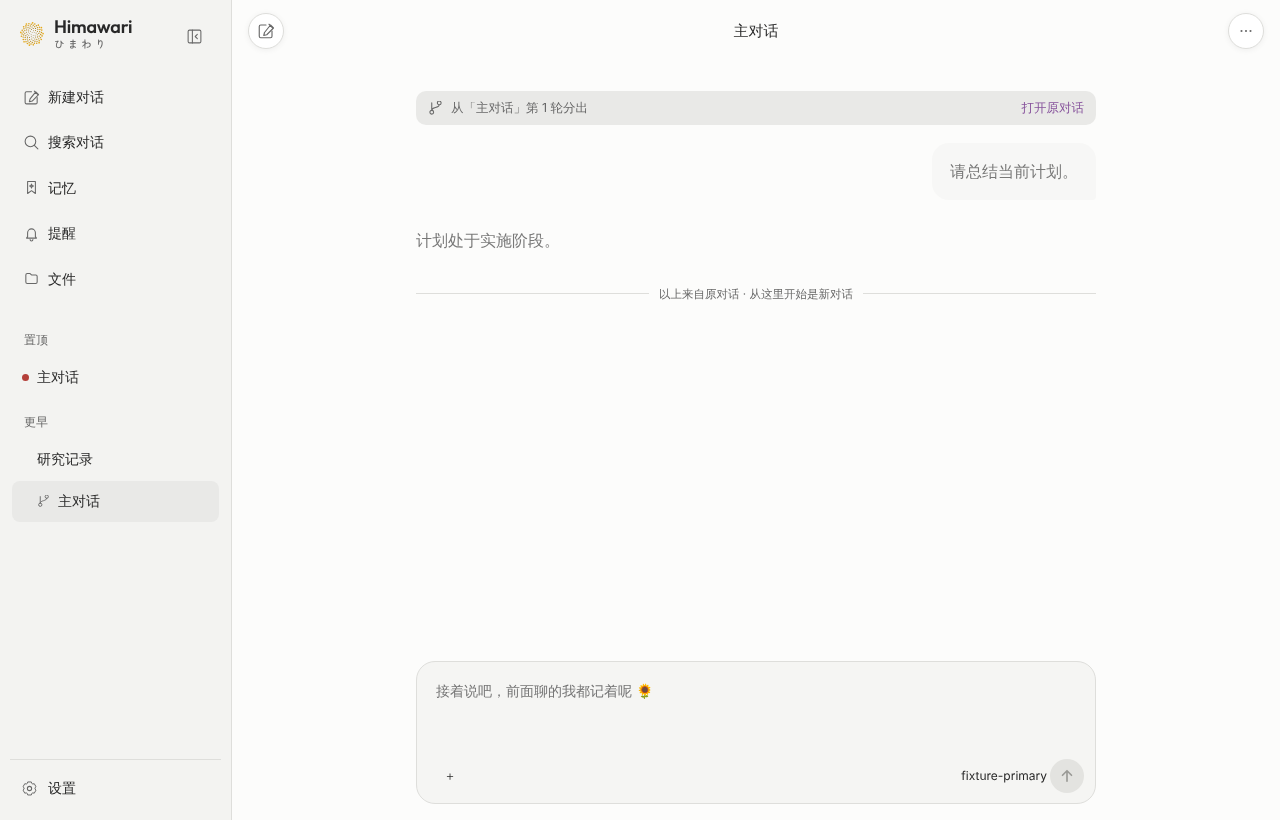 Himawari
ひまわり
新建对话
搜索对话
记忆
提醒
文件
置顶
主对话
更早
研究记录
主对话
设置
主对话
从「主对话」第 1 轮分出
打开原对话
请总结当前计划。
计划处于实施阶段。
以上来自原对话 · 从这里开始是新对话
接着说吧，前面聊的我都记着呢 🌻
+
fixture-primary